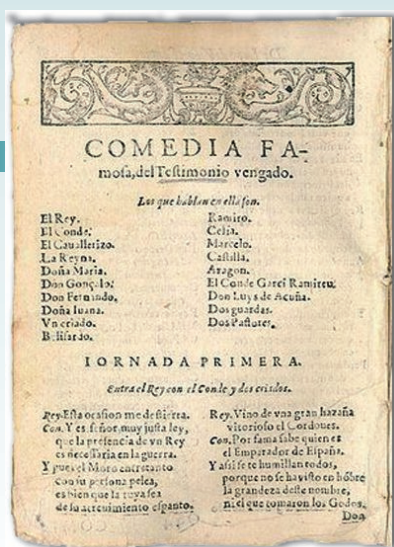 COMEDIA FA-
mosa, del Testimonio vengado.
Los que hablan en ella son.
El Rey.
El Conde.
El Cauallerizo.
La Reyna.
Doña Maria.
Don Gonçalo.
Don Fernando.
Doña Iuana.
Vn criado.
Belisardo.
Ramiro.
Celia.
Marcelo.
Castilla.
Aragon.
El Conde Garci Ramirez.
Don Luys de Acuña.
Dos guardas.
Dos Pastores.
IORNADA PRIMERA.
Entra el Rey con el Conde y dos criados.
Rey. Esta ocasion me destierra.
Con. Y es señor muy justa ley,
que la presencia de vn Rey
es necessaria en la guerra.
Y pues el Moro entretanto
con su persona pelea,
es bien que la tuya sea
de su atreuimiento espanto.
Rey. Vino de vna gran hazaña
vitorioso el Cordoues.
Con. Por fama sabe quien es
el Emperador de España.
Y assi se te humillan todos,
porque no se ha visto en hõbre
la grandeza deste nombre,
ni el que tomaron los Godos.
Don